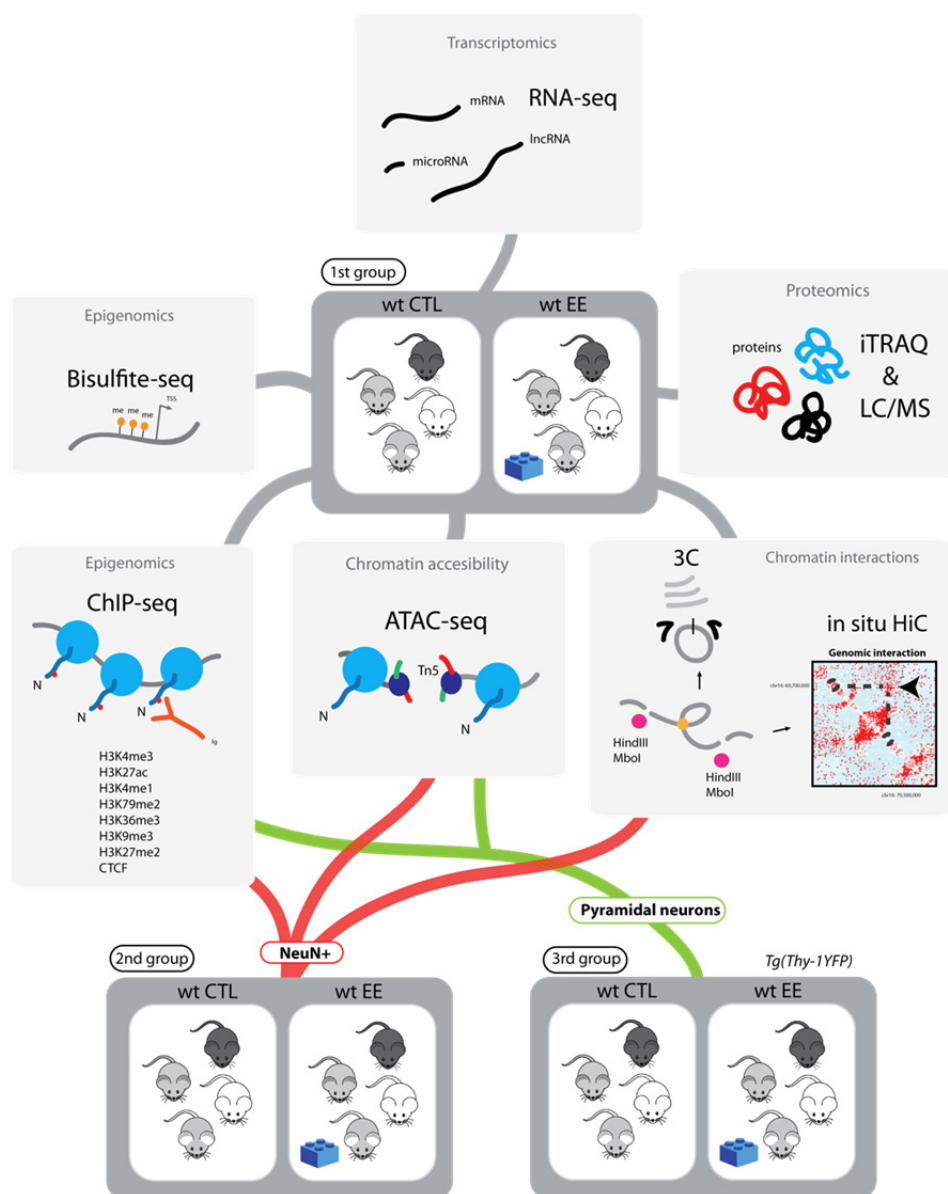 Transcriptomics
RNA-seq
mRNA
lncRNA
microRNA
1st group
wt CTL
wt EE
Epigenomics
Bisulfite-seq
TSS
me me me
Proteomics
proteins
iTRAQ
&
LC/MS
Epigenomics
ChIP-seq
N
N
N
Ig
H3K4me3
H3K27ac
H3K4me1
H3K79me2
H3K36me3
H3K9me3
H3K27me2
CTCF
Chromatin accesibility
ATAC-seq
Tn5
N
N
3C
Chromatin interactions
in situ HiC
Genomic interaction
HindIII
MboI
HindIII
MboI
NeuN+
Pyramidal neurons
2nd group
wt CTL
wt EE
3rd group
Tg(Thy-1YFP)
wt CTL
wt EE